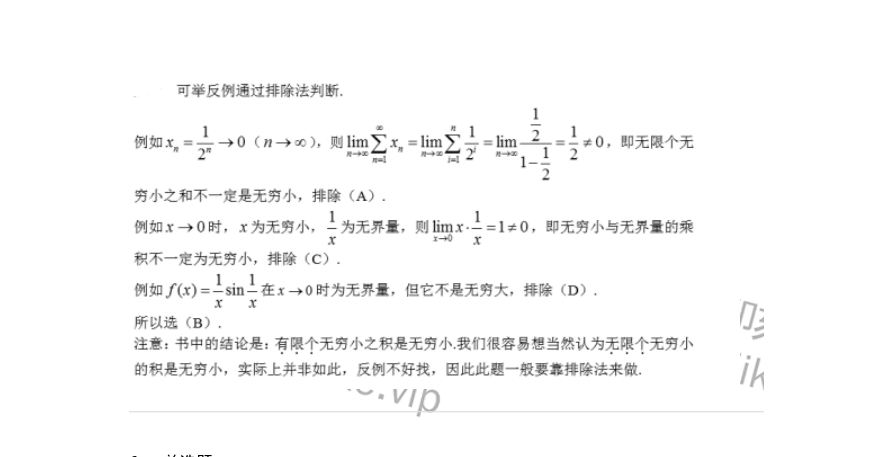 可举反例通过排除法判断.
例如 xₙ = 1/2ⁿ → 0（n→∞），则 lim_{n→∞} ∑_{n=1}^{∞} xₙ = lim_{n→∞} ∑_{i=1}^{n} 1/2ⁱ = lim_{n→∞} (1/2)/(1-1/2) = 1/2 ≠ 0，即无限个无
穷小之和不一定是无穷小，排除（A）.
例如 x → 0 时，x 为无穷小，1/x 为无界量，则 lim_{x→0} x·1/x = 1 ≠ 0，即无穷小与无界量的乘
积不一定为无穷小，排除（C）.
例如 f(x) = 1/x sin 1/x 在 x → 0 时为无界量，但它不是无穷大，排除（D）.
所以选（B）.
注意：书中的结论是：有限个无穷小之积是无穷小.我们很容易想当然认为无限个无穷小
的积是无穷小，实际上并非如此，反例不好找，因此此题一般要靠排除法来做.
.vip